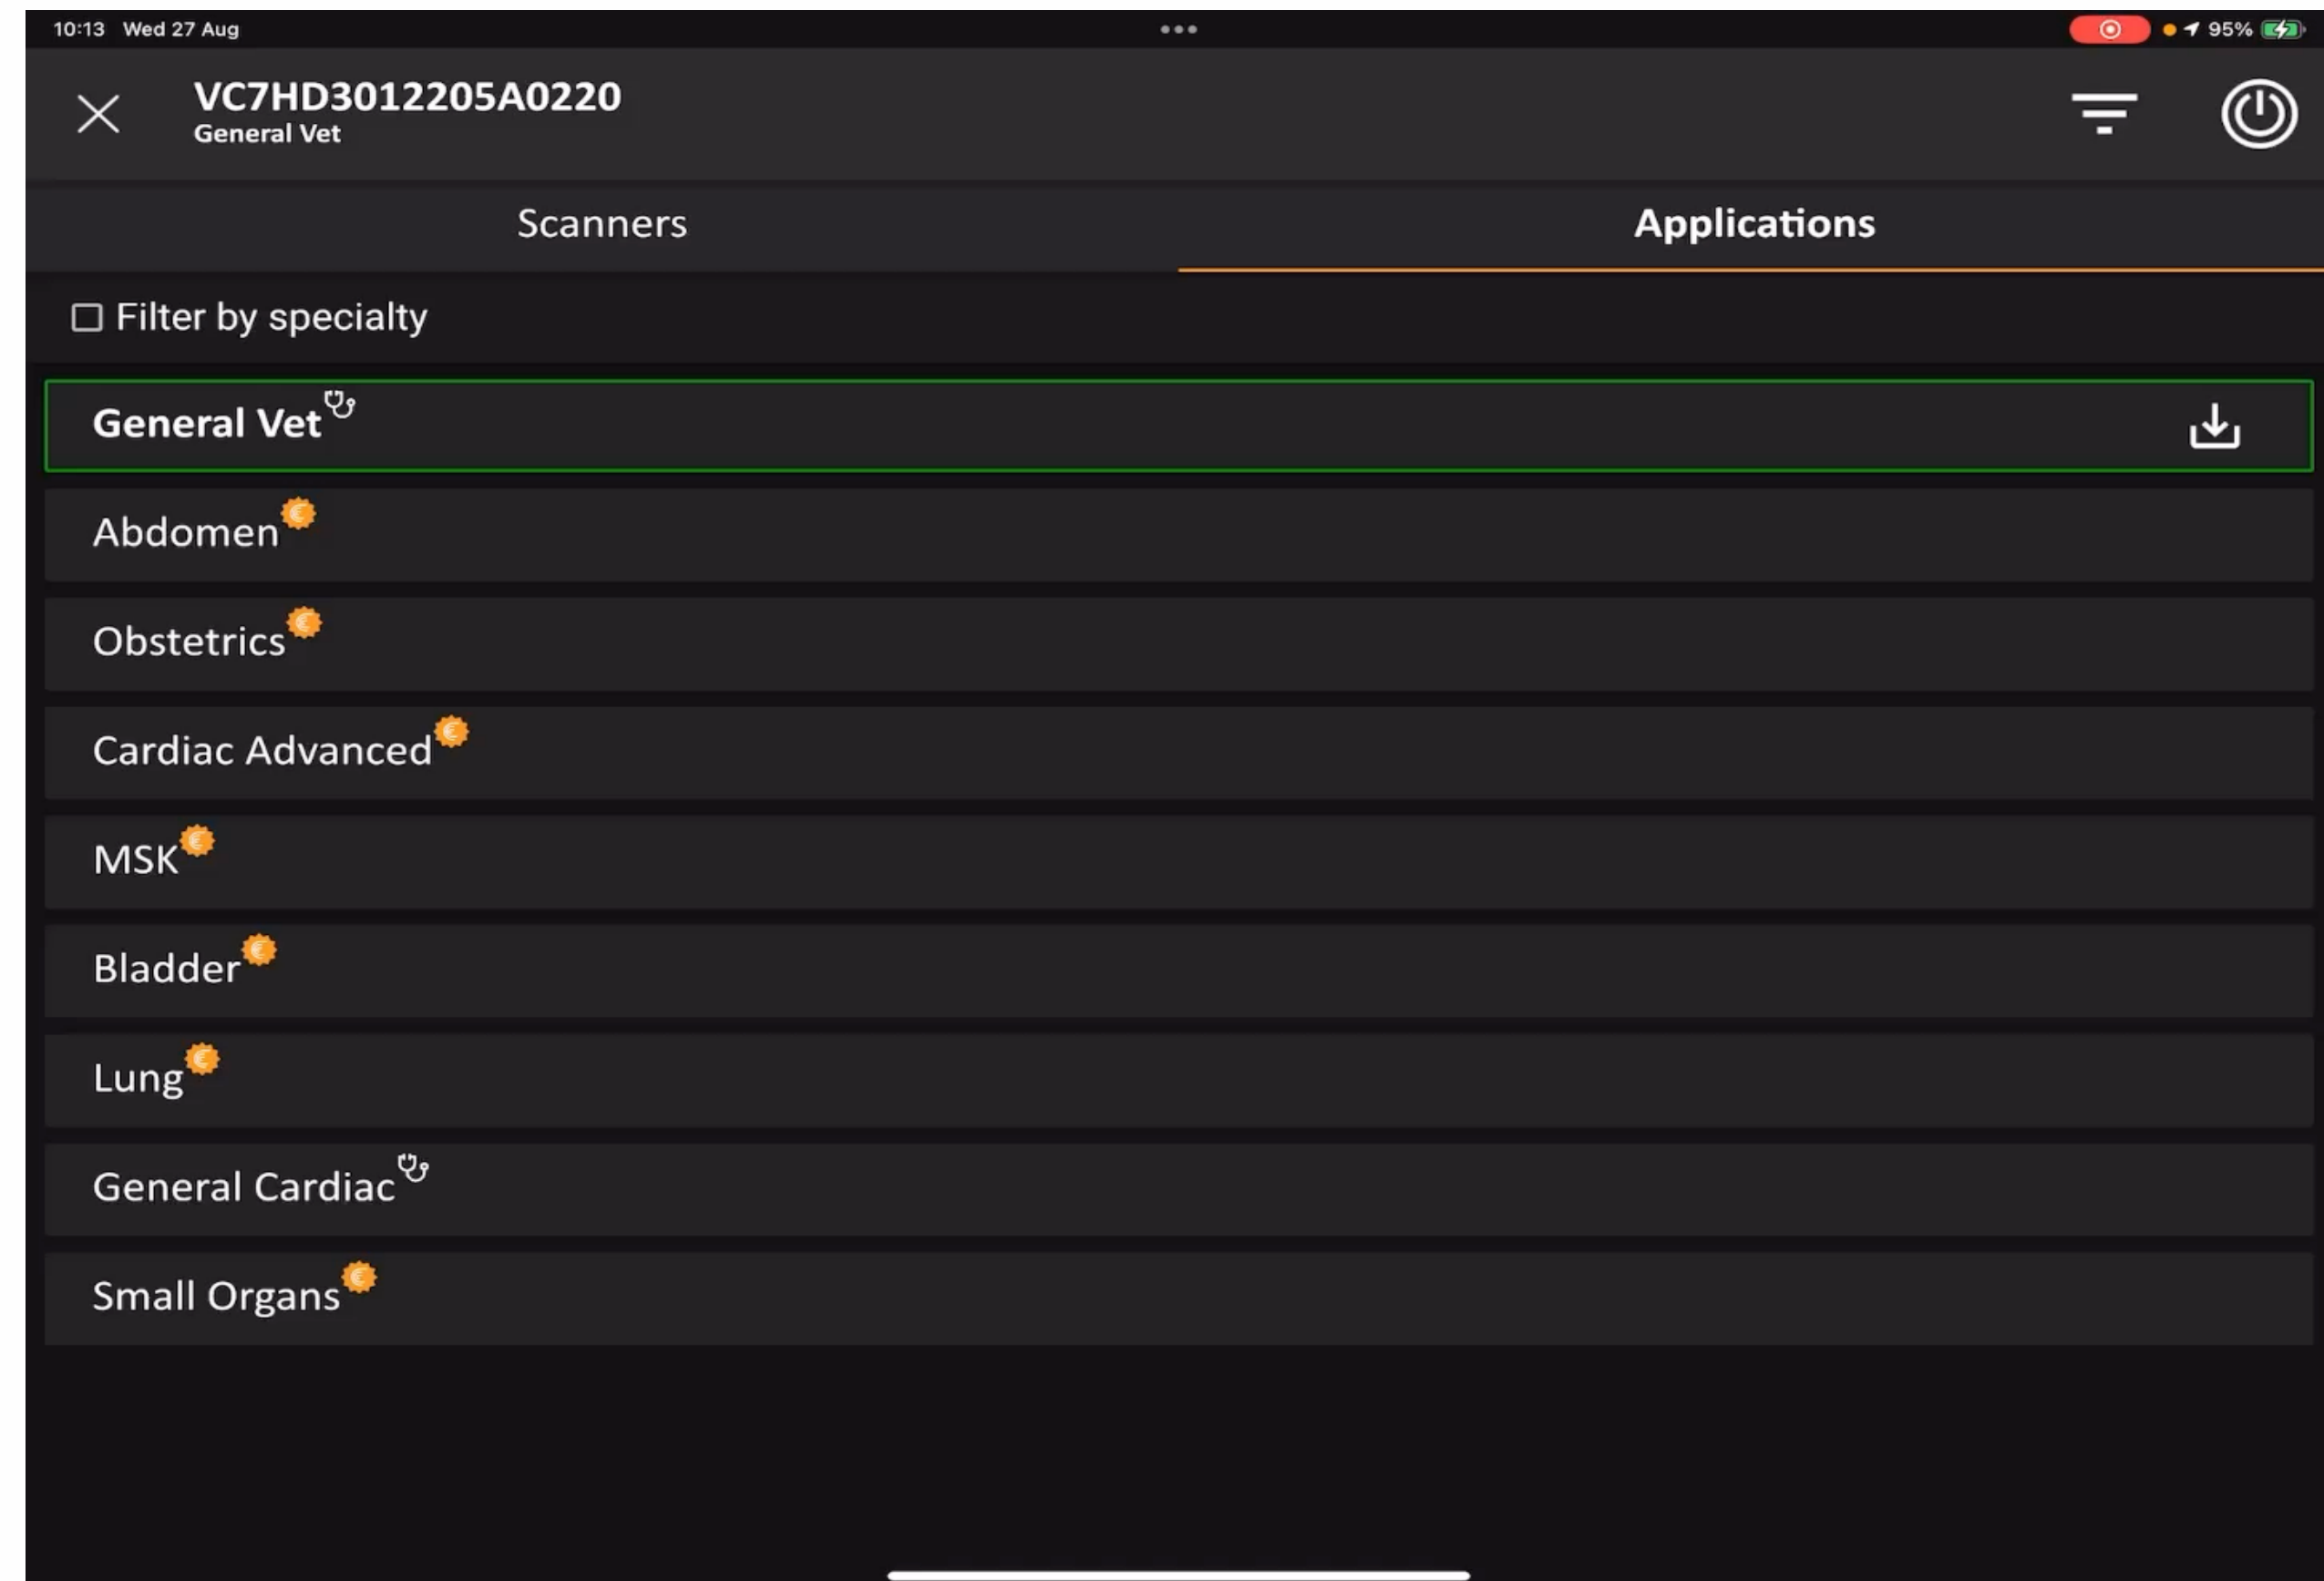 10:13 Wed 27 Aug
95%
VC7HD3012205A0220
General Vet
Scanners
Applications
Filter by specialty
General Vet
Abdomen €
Obstetrics €
Cardiac Advanced €
MSK €
Bladder €
Lung €
General Cardiac
Small Organs €